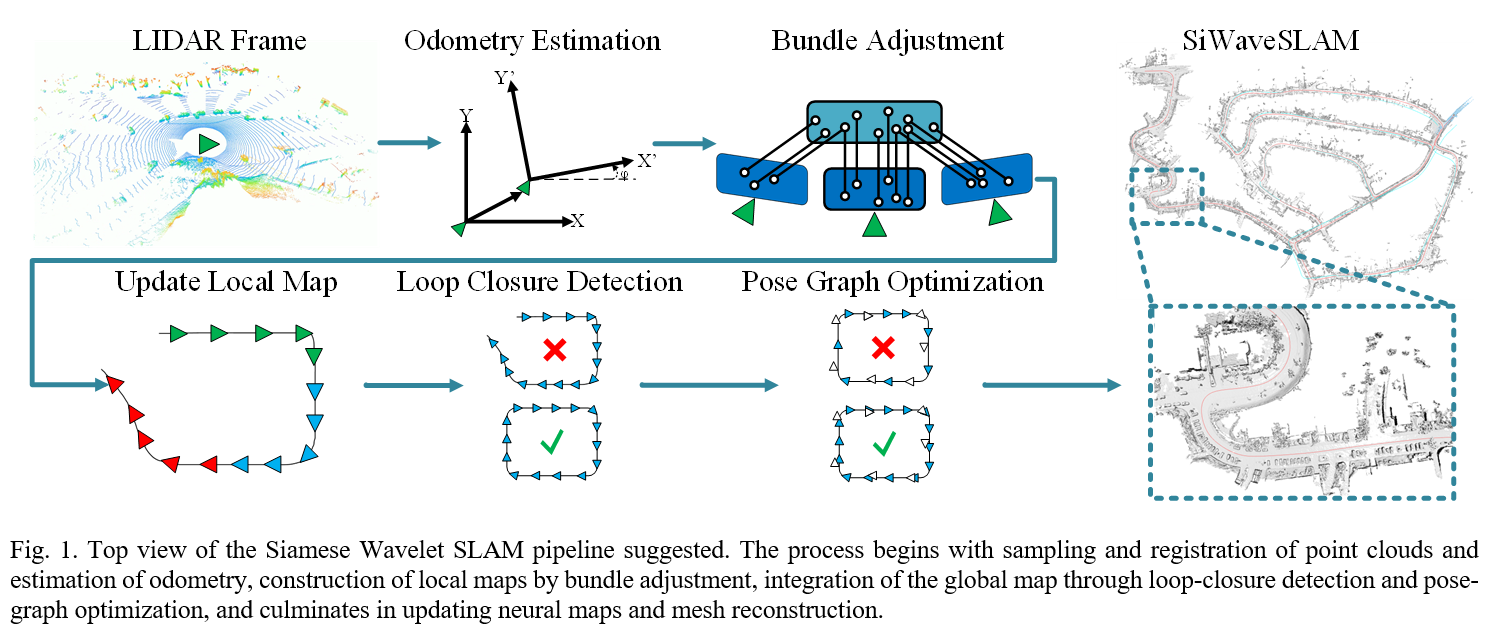 LIDAR Frame
Odometry Estimation
Bundle Adjustment
SiWaveSLAM
Y'
Y
X'
φ
X
Update Local Map
Loop Closure Detection
Pose Graph Optimization
Fig. 1. Top view of the Siamese Wavelet SLAM pipeline suggested. The process begins with sampling and registration of point clouds and
estimation of odometry, construction of local maps by bundle adjustment, integration of the global map through loop-closure detection and pose-
graph optimization, and culminates in updating neural maps and mesh reconstruction.